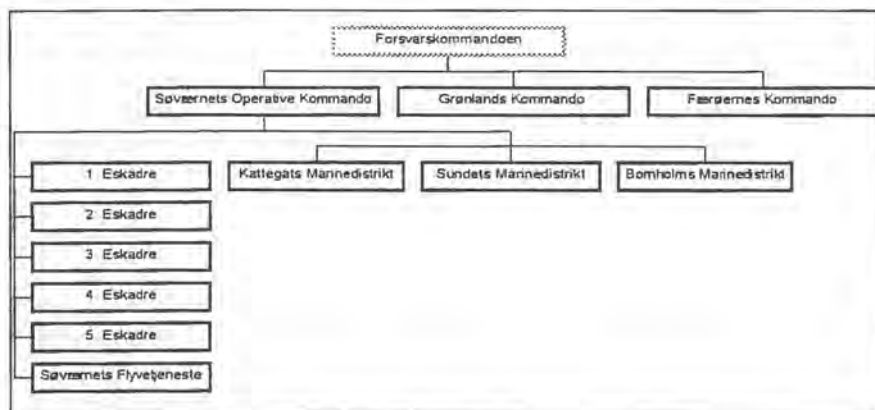 Forsvarskommandoen
Søværnets Operative Kommando
Grønlands Kommando
Færøernes Kommando
1 Eskadre
Kattegats Marinedistrikt
Sundets Marinedistrikt
Bornholms Marinedistrikt
2 Eskadre
3 Eskadre
4 Eskadre
5 Eskadre
Søværnets Flyvetjeneste